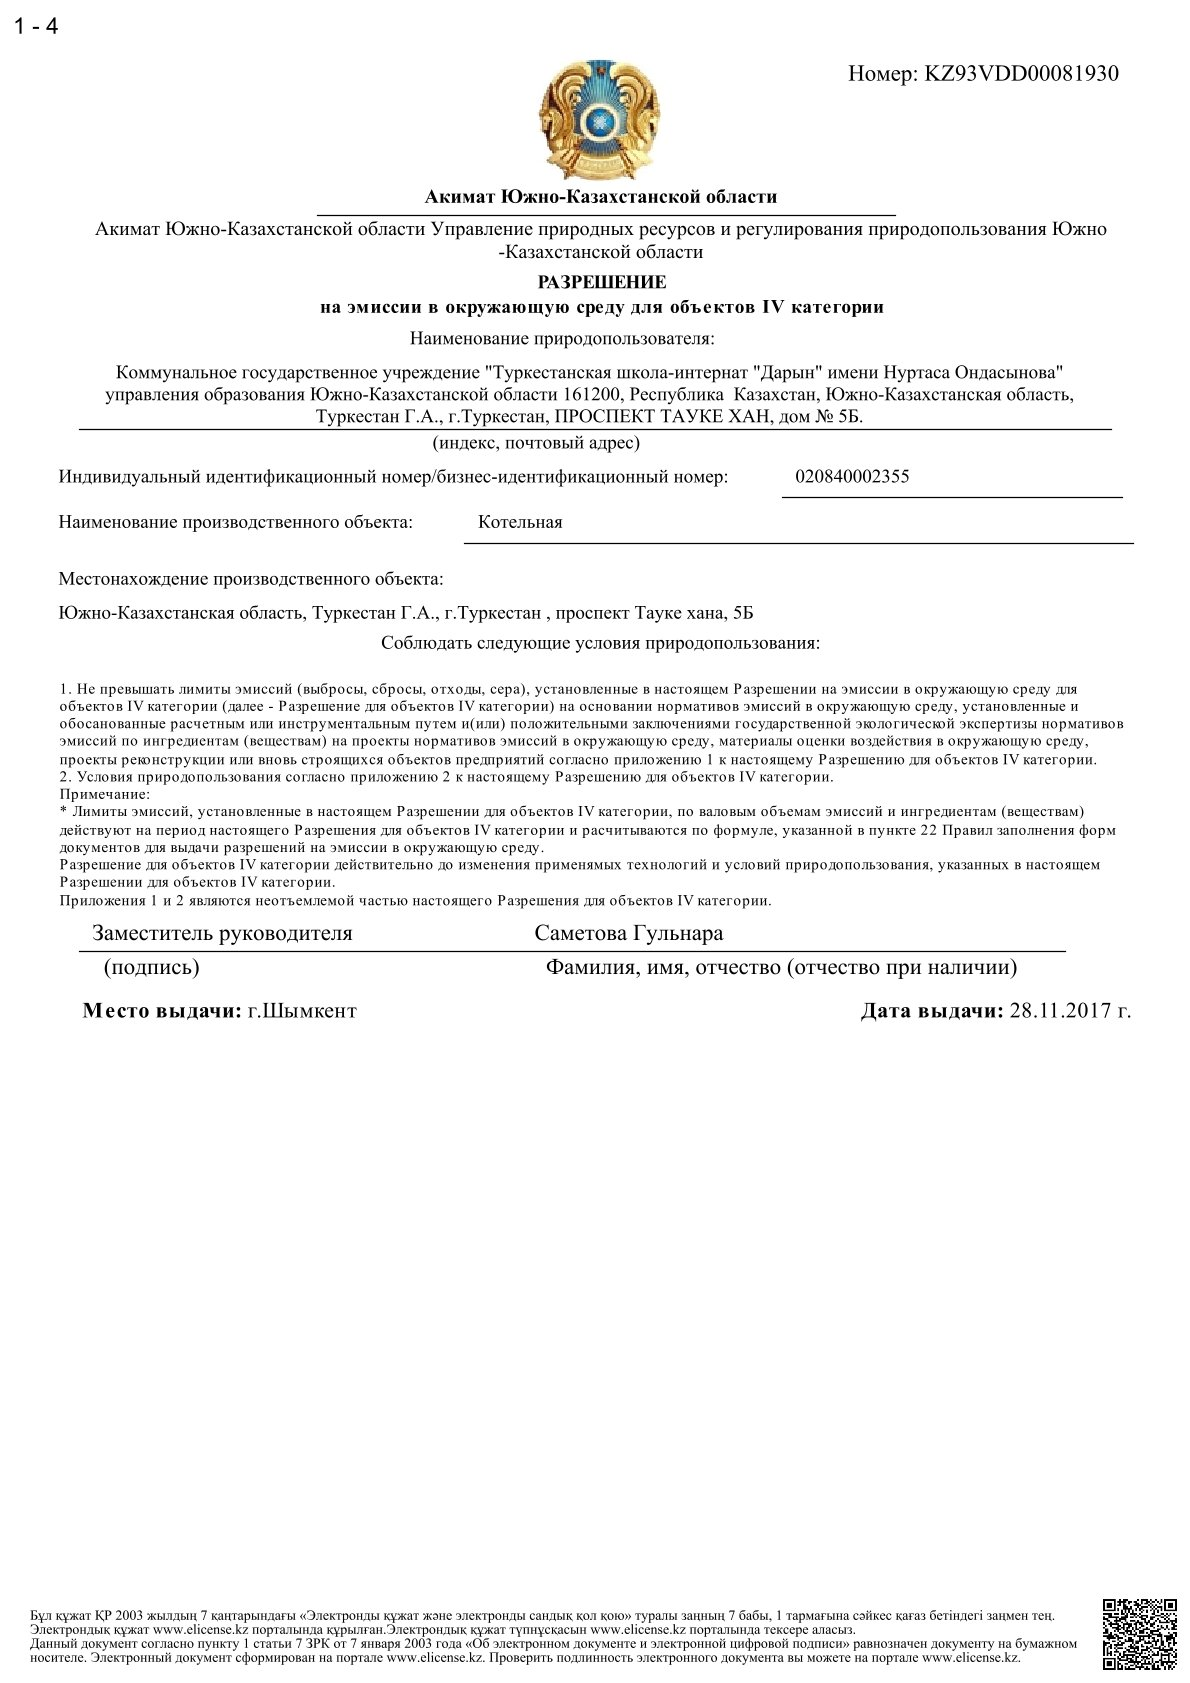 1 - 4
Номер: KZ93VDD00081930
Акимат Южно-Казахстанской области
Акимат Южно-Казахстанской области Управление природных ресурсов и регулирования природопользования Южно
-Казахстанской области
РАЗРЕШЕНИЕ
на эмиссии в окружающую среду для объектов IV категории
Наименование природопользователя:
Коммунальное государственное учреждение "Туркестанская школа-интернат "Дарын" имени Нуртаса Ондасынова"
управления образования Южно-Казахстанской области 161200, Республика  Казахстан, Южно-Казахстанская область,
Туркестан Г.А., г.Туркестан, ПРОСПЕКТ ТАУКЕ ХАН, дом № 5Б.
(индекс, почтовый адрес)
Индивидуальный идентификационный номер/бизнес-идентификационный номер: 020840002355
Наименование производственного объекта: Котельная
Местонахождение производственного объекта:
Южно-Казахстанская область, Туркестан Г.А., г.Туркестан , проспект Тауке хана, 5Б
Соблюдать следующие условия природопользования:
1. Не превышать лимиты эмиссий (выбросы, сбросы, отходы, сера), установленные в настоящем Разрешении на эмиссии в окружающую среду для
объектов IV категории (далее - Разрешение для объектов IV категории) на основании нормативов эмиссий в окружающую среду, установленные и
обосанованные расчетным или инструментальным путем и(или) положительными заключениями государственной экологической экспертизы нормативов
эмиссий по ингредиентам (веществам) на проекты нормативов эмиссий в окружающую среду, материалы оценки воздействия в окружающую среду,
проекты реконструкции или вновь строящихся объектов предприятий согласно приложению 1 к настоящему Разрешению для объектов IV категории.
2. Условия природопользования согласно приложению 2 к настоящему Разрешению для объектов IV категории.
Примечание:
* Лимиты эмиссий, установленные в настоящем Разрешении для объектов IV категории, по валовым объемам эмиссий и ингредиентам (веществам)
действуют на период настоящего Разрешения для объектов IV категории и расчитываются по формуле, указанной в пункте 22 Правил заполнения форм
документов для выдачи разрешений на эмиссии в окружающую среду.
Разрешение для объектов IV категории действительно до изменения применямых технологий и условий природопользования, указанных в настоящем
Разрешении для объектов IV категории.
Приложения 1 и 2 являются неотъемлемой частью настоящего Разрешения для объектов IV категории.
Заместитель руководителя Саметова Гульнара
(подпись) Фамилия, имя, отчество (отчество при наличии)
Место выдачи: г.Шымкент Дата выдачи: 28.11.2017 г.
Бұл құжат ҚР 2003 жылдың 7 қаңтарындағы «Электронды құжат және электронды сандық қол қою» туралы заңның 7 бабы, 1 тармағына сәйкес қағаз бетіндегі заңмен тең.
Электрондық құжат www.elicense.kz порталында құрылған.Электрондық құжат түпнұсқасын www.elicense.kz порталында тексере аласыз.
Данный документ согласно пункту 1 статьи 7 ЗРК от 7 января 2003 года «Об электронном документе и электронной цифровой подписи» равнозначен документу на бумажном
носителе. Электронный документ сформирован на портале www.elicense.kz. Проверить подлинность электронного документа вы можете на портале www.elicense.kz.